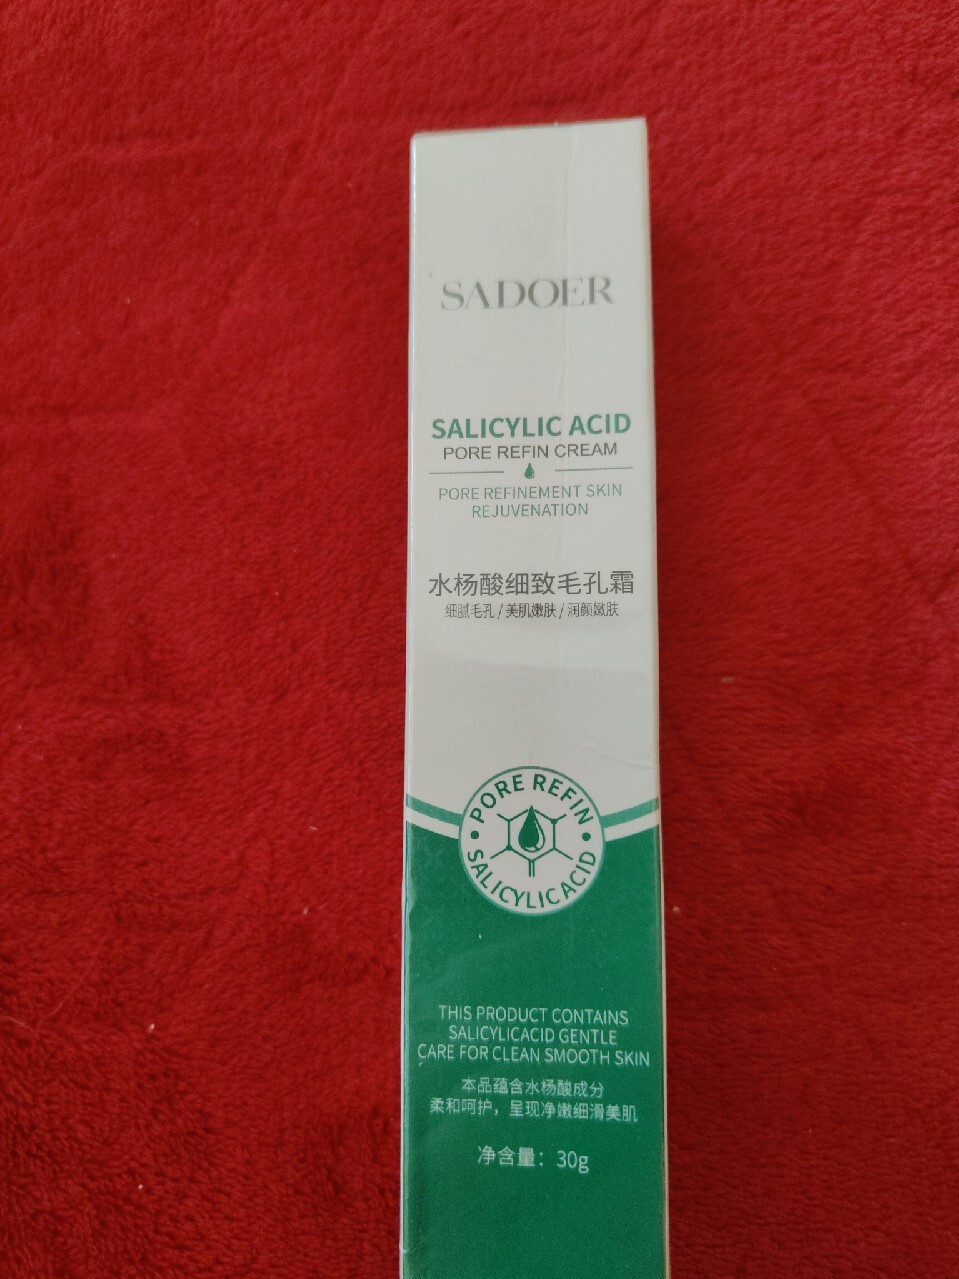 SADOER
SALICYLIC ACID
PORE REFIN CREAM
PORE REFINEMENT SKIN
REJUVENATION
水杨酸细致毛孔霜
细腻毛孔/美肌嫩肤/润颜嫩肤
PORE REFIN
SALICYLIC ACID
THIS PRODUCT CONTAINS
SALICYLICACID GENTLE
CARE FOR CLEAN SMOOTH SKIN
本品蕴含水杨酸成分
柔和呵护，呈现净嫩细滑美肌
净含量：30g